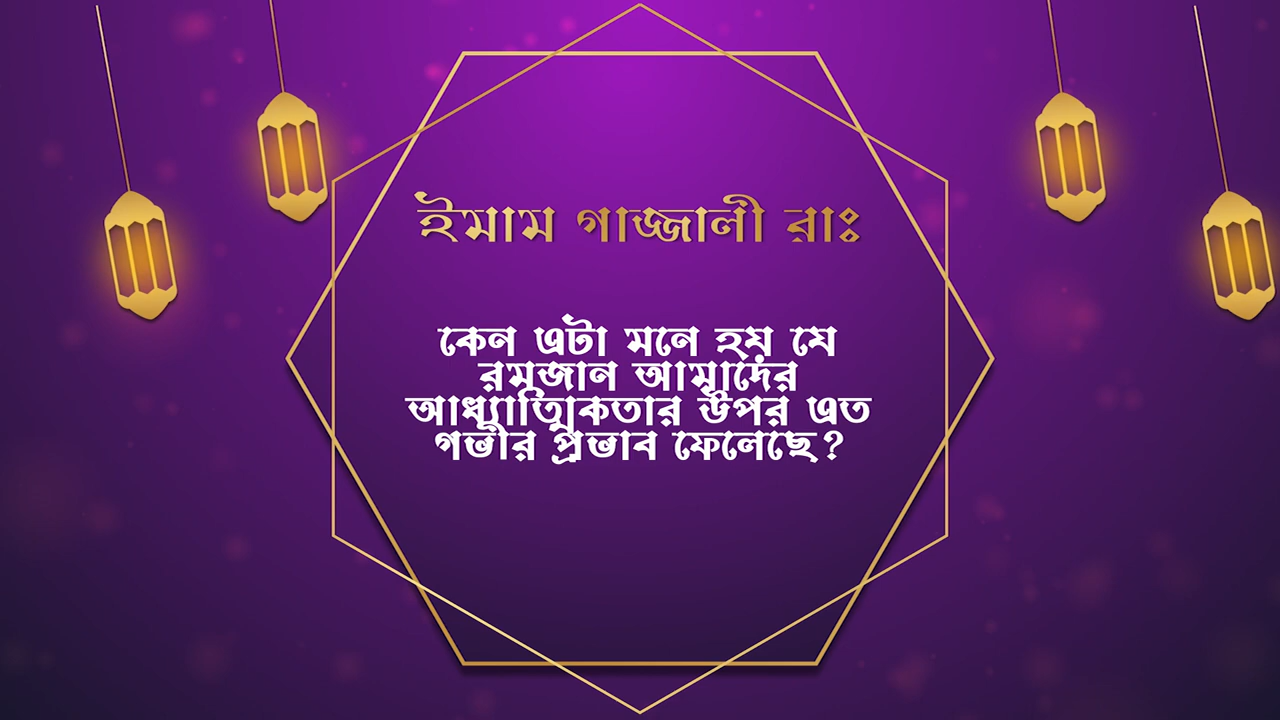 ইমাম গাজ্জালী রাঃ
কেন এটা মনে হয় যে
রমজান আমাদের
আধ্যাত্মিকতার উপর এত
গভীর প্রভাব ফেলেছে?